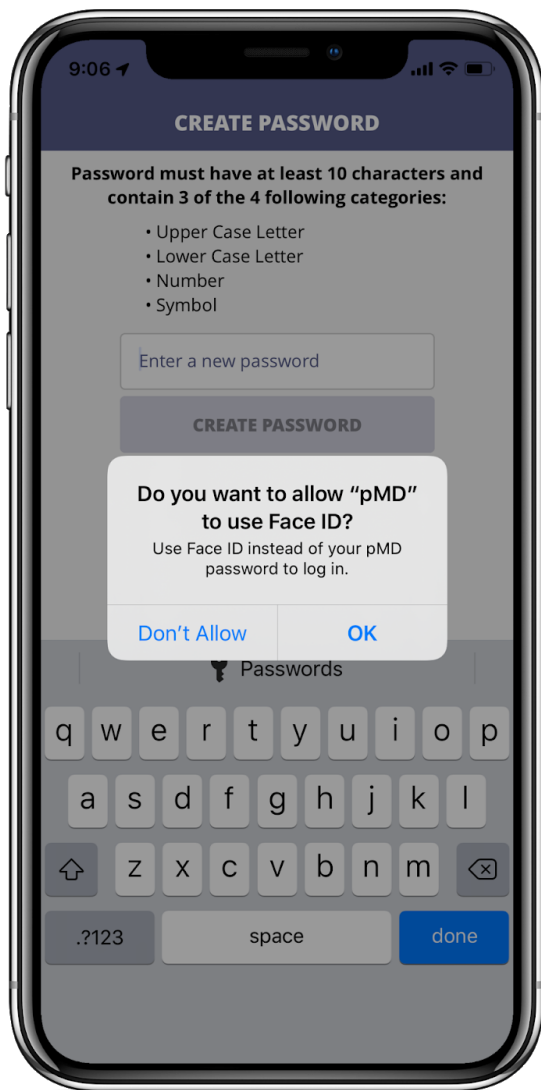 9:06
CREATE PASSWORD
Password must have at least 10 characters and
contain 3 of the 4 following categories:
• Upper Case Letter
• Lower Case Letter
• Number
• Symbol
Enter a new password
CREATE PASSWORD
Do you want to allow “pMD”
to use Face ID?
Use Face ID instead of your pMD
password to log in.
Don’t Allow OK
Passwords
q w e r t y u i o p
a s d f g h j k l
z x c v b n m
.?123 space done